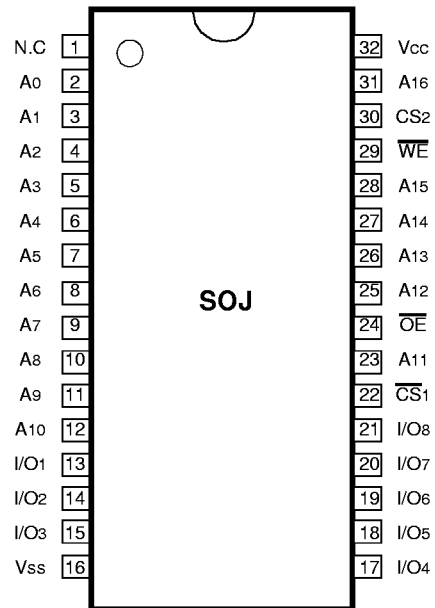 N.C 1 32 Vcc
A0 2 31 A16
A1 3 30 CS2
A2 4 29 W̅E̅
A3 5 28 A15
A4 6 27 A14
A5 7 26 A13
A6 8 25 A12
SOJ
A7 9 24 O̅E̅
A8 10 23 A11
A9 11 22 C̅S̅1
A10 12 21 I/O8
I/O1 13 20 I/O7
I/O2 14 19 I/O6
I/O3 15 18 I/O5
Vss 16 17 I/O4